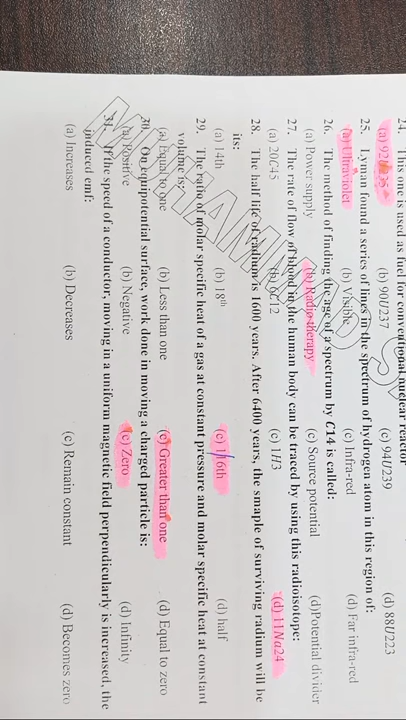 24. This one is used as fuel for conventional nuclear reactor
(a) 92U235 (b) 90U237 (c) 94U239 (d) 88U223
25. Lyman found a series of lines in the spectrum of hydrogen atom in this region of:
(a) Ultraviolet (b) Visible (c) Infra-red (d) Far infra-red
26. The method of finding the age of a spectrum by C14 is called:
(a) Power supply (b) Radio therapy (c) Source potential (d)Potential divider
27. The rate of flow of blood in the human body can be traced by using this radioisotope:
(a) 20C45 (b) 6C12 (c) 1H3 (d) 11Na24
28. The half life of radium is 1600 years. After 6400 years, the smaple of surviving radium will be
its:
(a) 14th (b) 18th (c) 1/6th (d) half
29. The ratio of molar specific heat of a gas at constant pressure and molar specific heat at constant
volume is:
(a) Equal to one (b) Less than one (c) Greater than one (d) Equal to zero
30. On equipotential surface, work done in moving a charged particle is:
(a) Positive (b) Negative (c) Zero (d) Infinity
31. If the speed of a conductor, moving in a uniform magnetic field perpendicularly is increased, the
induced emf:
(a) Increases (b) Decreases (c) Remain constant (d) Becomes zero